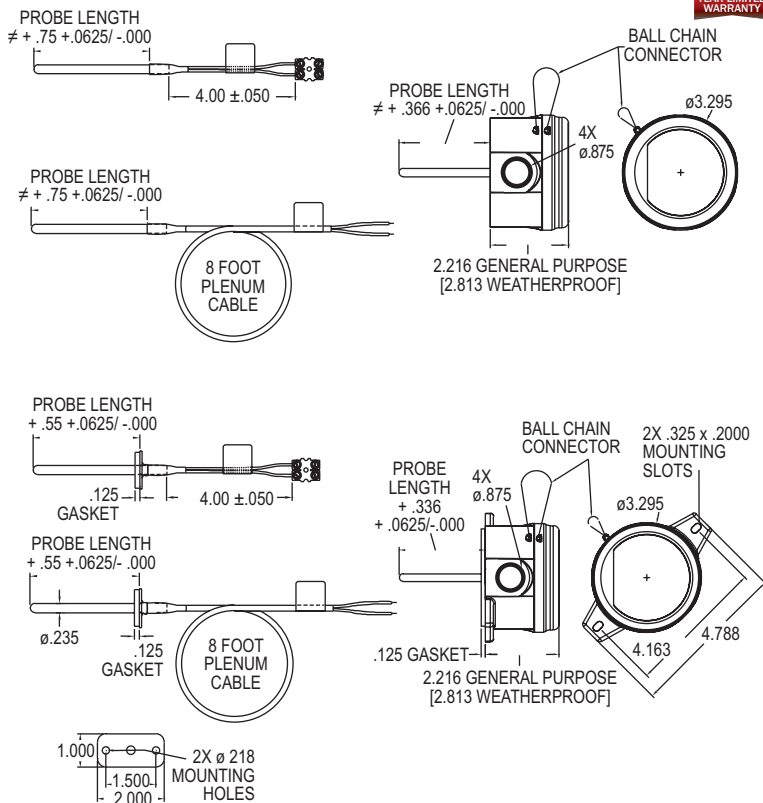 YEAR LIMITED
WARRANTY
PROBE LENGTH
≠ + .75 +.0625/ -.000
4.00 ±.050
BALL CHAIN
CONNECTOR
PROBE LENGTH
≠ + .366 +.0625/ -.000
ø3.295
4X
ø.875
PROBE LENGTH
≠ + .75 +.0625/ -.000
8 FOOT
PLENUM
CABLE
2.216 GENERAL PURPOSE
[2.813 WEATHERPROOF]
PROBE LENGTH
+ .55 +.0625/ -.000
.125
GASKET
4.00 ±.050
BALL CHAIN
CONNECTOR
2X .325 x .2000
MOUNTING
SLOTS
PROBE
LENGTH
+ .336
+ .0625/-.000
4X
ø.875
ø3.295
PROBE LENGTH
+ .55 +.0625/- .000
ø.235
.125
GASKET
8 FOOT
PLENUM
CABLE
.125 GASKET
2.216 GENERAL PURPOSE
[2.813 WEATHERPROOF]
4.163
4.788
1.000
1.500
2.000
2X ø 218
MOUNTING
HOLES